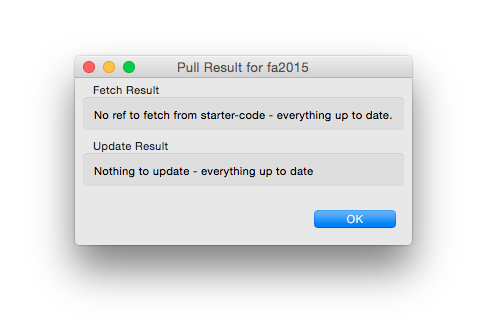 Pull Result for fa2015
Fetch Result
No ref to fetch from starter-code - everything up to date.
Update Result
Nothing to update - everything up to date
OK